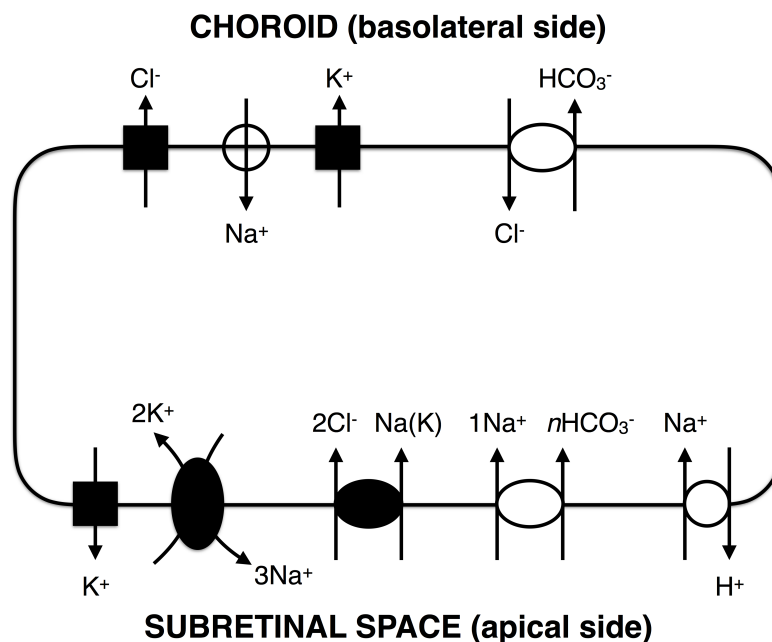 CHOROID (basolateral side)
Cl⁻ K⁺ HCO₃⁻
Na⁺ Cl⁻
2K⁺ 2Cl⁻ Na(K) 1Na⁺ nHCO₃⁻ Na⁺
K⁺ 3Na⁺ H⁺
SUBRETINAL SPACE (apical side)